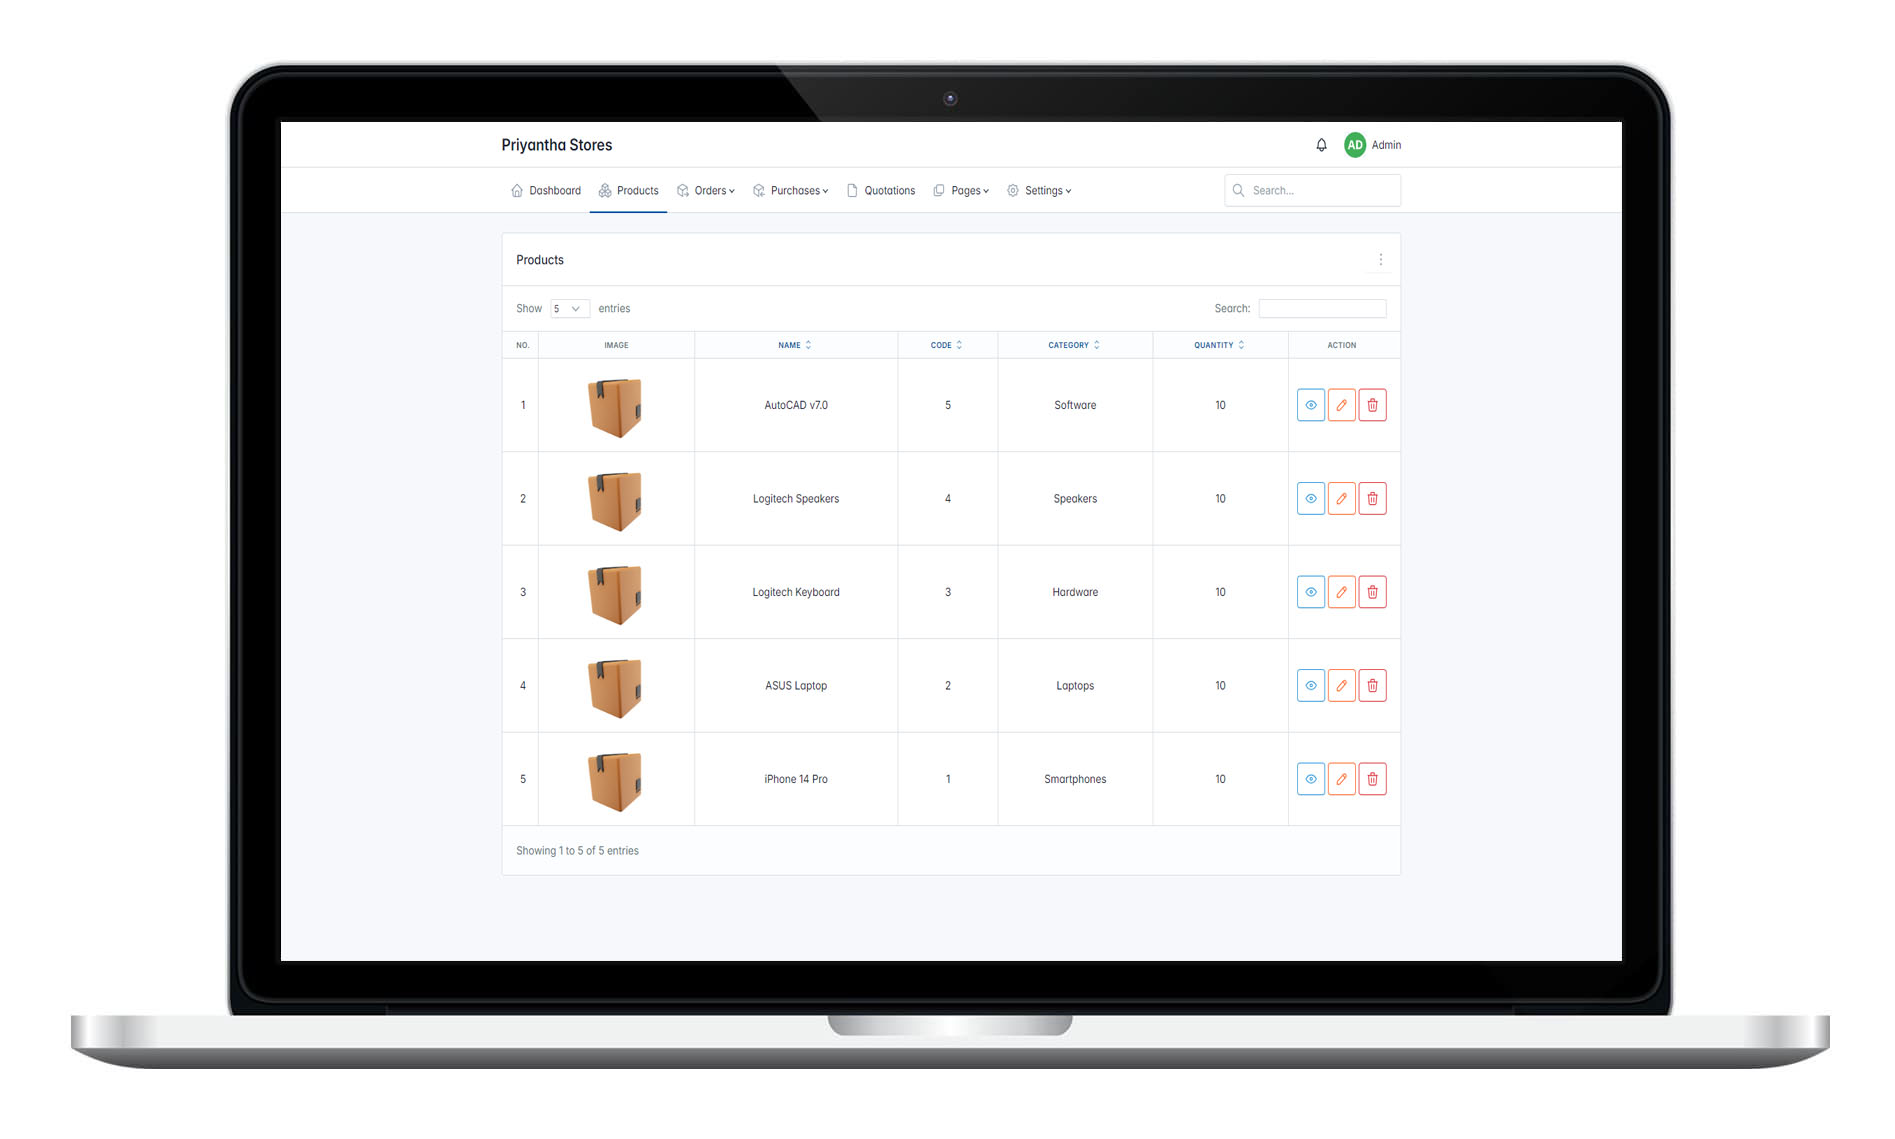 Priyantha Stores
AD Admin
Dashboard Products Orders Purchases Quotations Pages Settings Search...
Products
Show 5 entries Search:
NO. IMAGE NAME CODE CATEGORY QUANTITY ACTION
1 AutoCAD v7.0 5 Software 10
2 Logitech Speakers 4 Speakers 10
3 Logitech Keyboard 3 Hardware 10
4 ASUS Laptop 2 Laptops 10
5 iPhone 14 Pro 1 Smartphones 10
Showing 1 to 5 of 5 entries